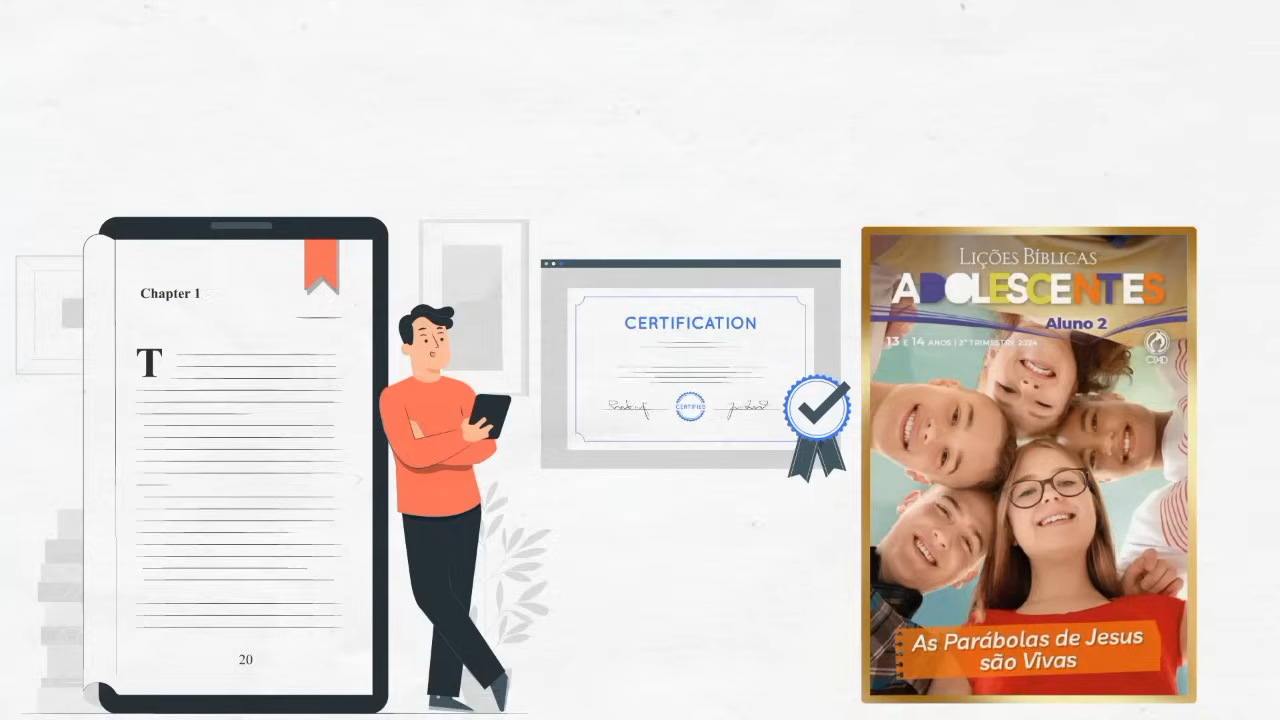 Chapter 1
T
20
CERTIFICATION
CERTIFIED
LIÇÕES BÍBLICAS
ADOLESCENTES
Aluno 2
13 E 14 ANOS | 2º TRIMESTRE 2024
CPAD
As Parábolas de Jesus
são Vivas